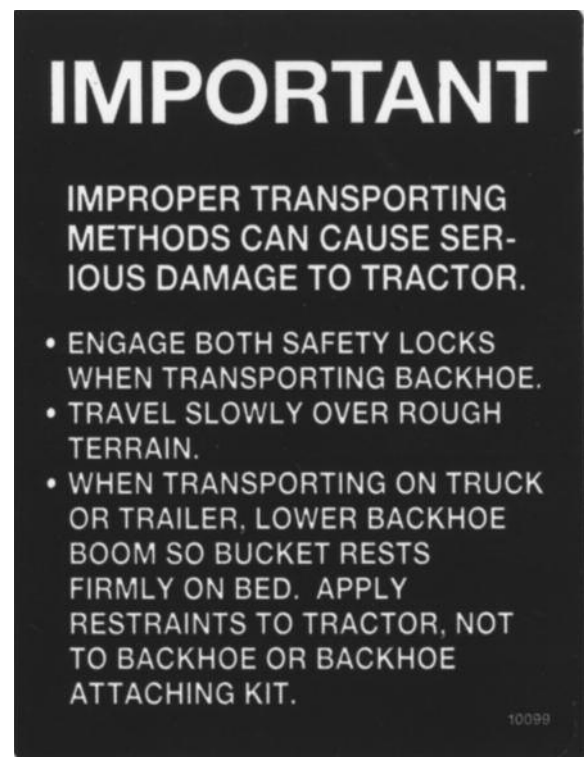 IMPORTANT
IMPROPER TRANSPORTING
METHODS CAN CAUSE SER-
IOUS DAMAGE TO TRACTOR.
• ENGAGE BOTH SAFETY LOCKS
WHEN TRANSPORTING BACKHOE.
• TRAVEL SLOWLY OVER ROUGH
TERRAIN.
• WHEN TRANSPORTING ON TRUCK
OR TRAILER, LOWER BACKHOE
BOOM SO BUCKET RESTS
FIRMLY ON BED. APPLY
RESTRAINTS TO TRACTOR, NOT
TO BACKHOE OR BACKHOE
ATTACHING KIT.
10099